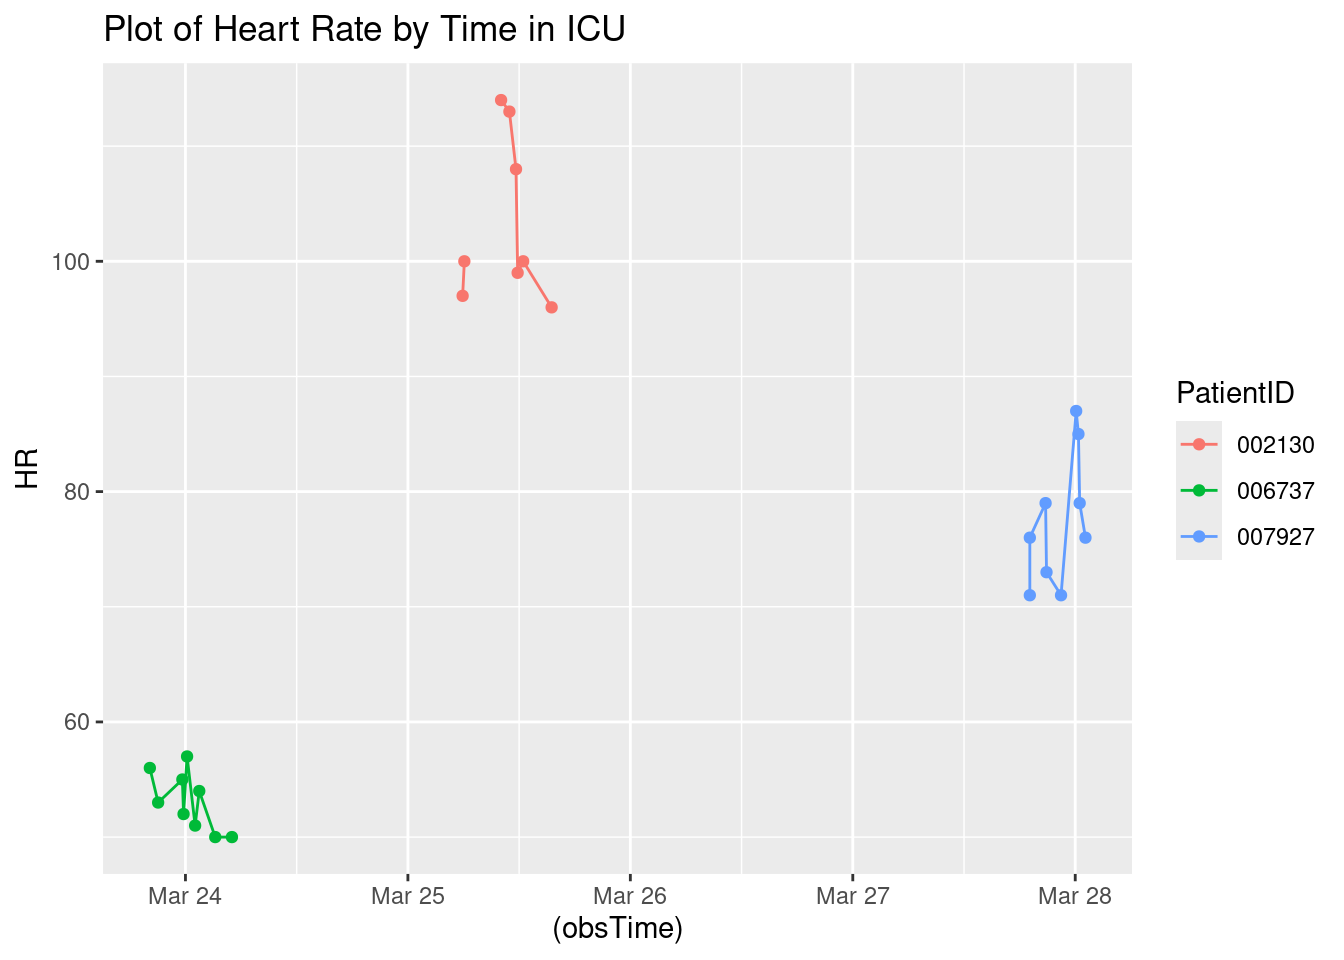 Plot of Heart Rate by Time in ICU
100
80
60
HR
Mar 24 Mar 25 Mar 26 Mar 27 Mar 28
(obsTime)
PatientID
002130
006737
007927